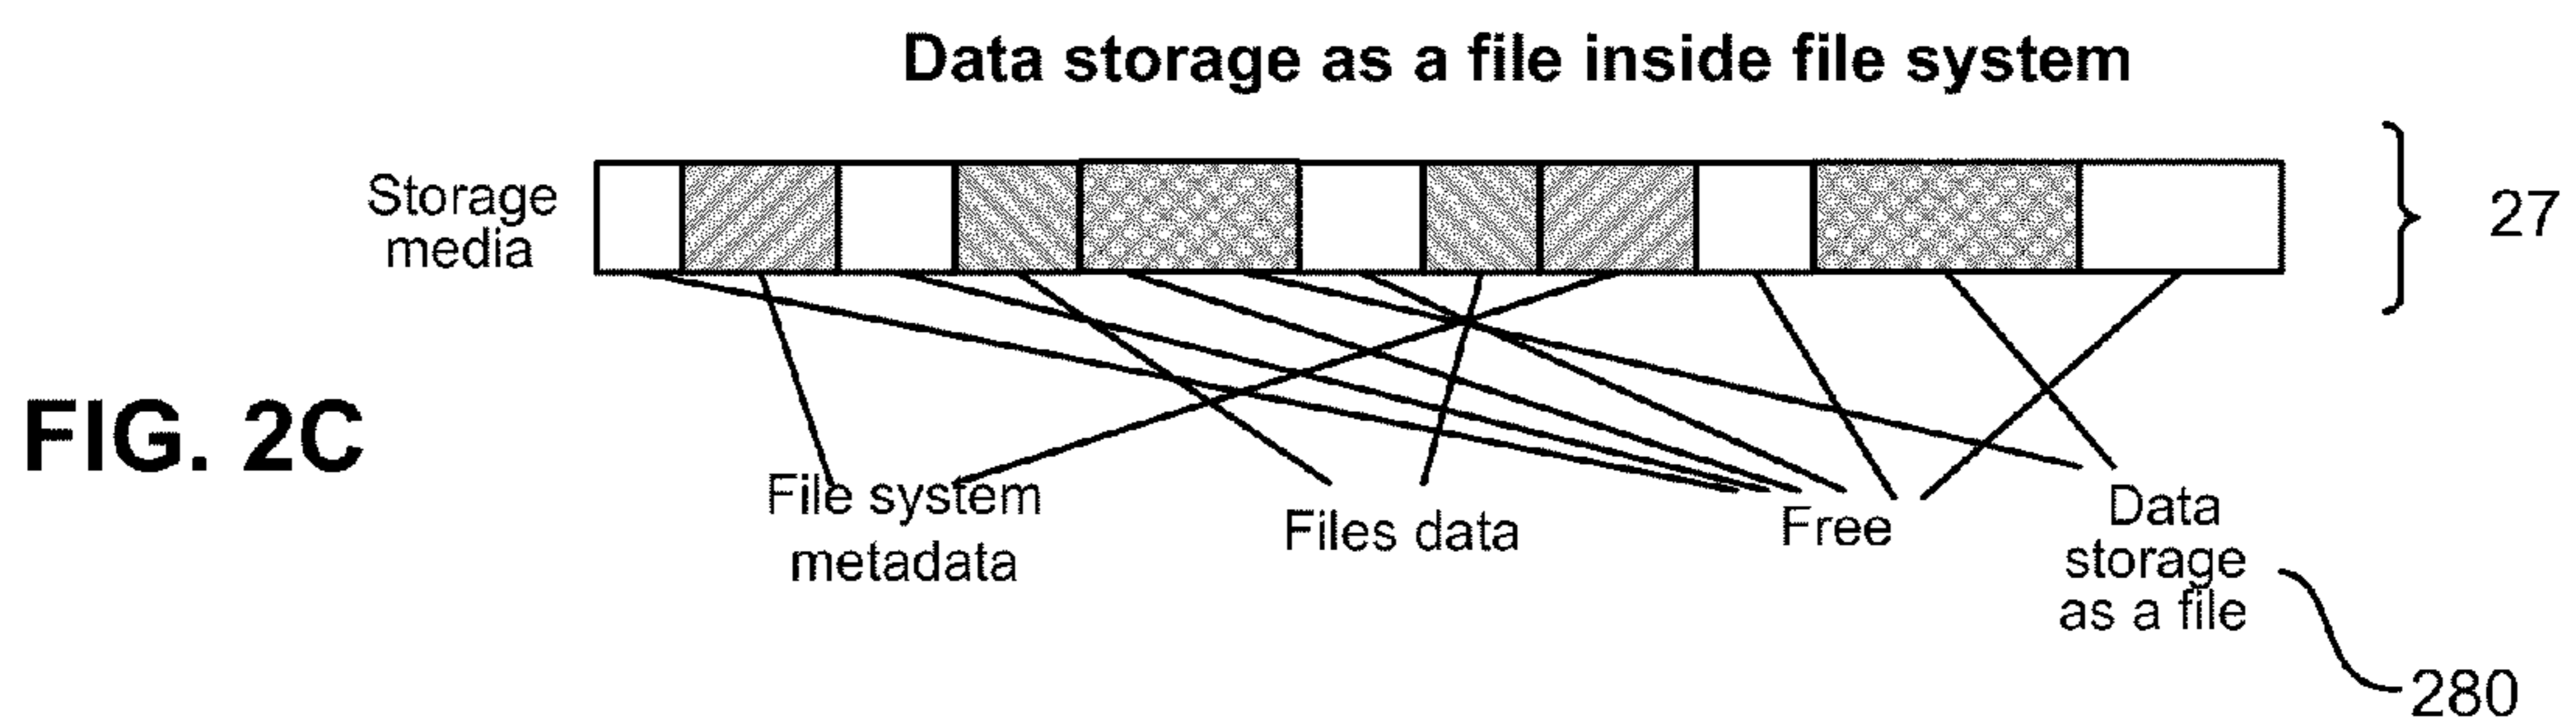 Data storage as a file inside file system
Storage
media
27
FIG. 2C
File system
metadata
Files data
Free
Data
storage
as a file
280